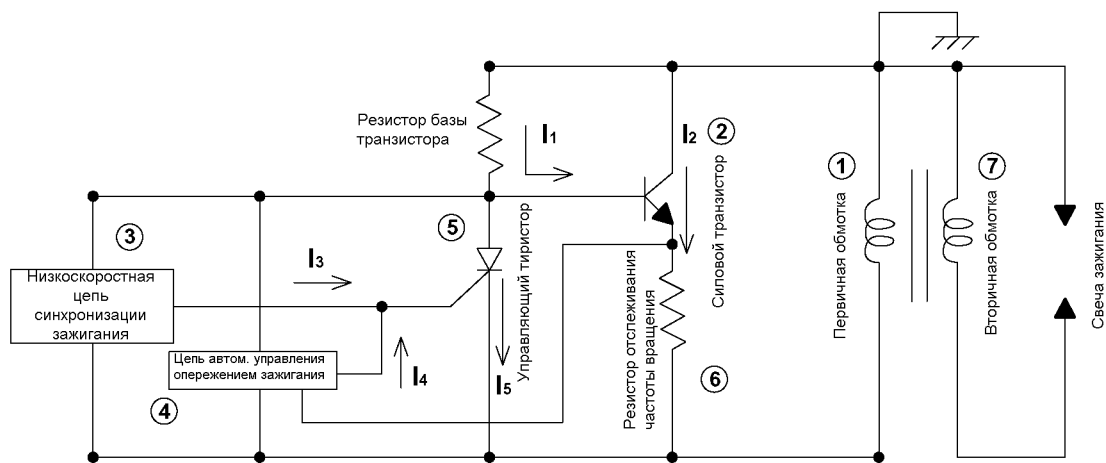 Резистор базы
транзистора
I1
I2
2
Силовой транзистор
1
Первичная обмотка
7
Вторичная обмотка
Свеча зажигания
3
Низкоскоростная
цепь
синхронизации
зажигания
I3
5
Управляющий тиристор
Цепь автом. управления
опережением зажигания
4
I4
I5
Резистор отслеживания
частоты вращения
6